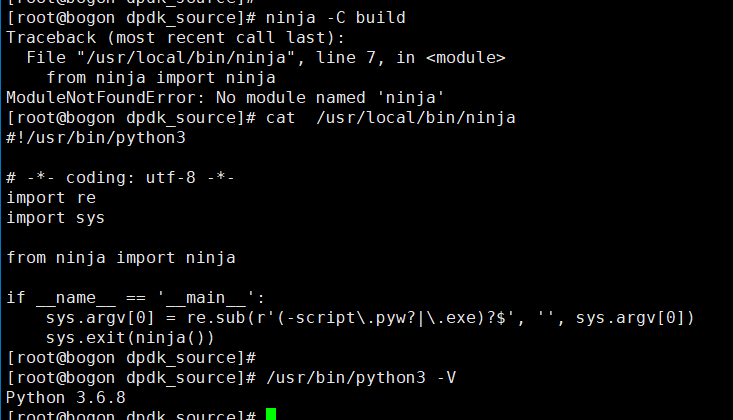 [root@bogon dpdk_source]#
[root@bogon dpdk_source]# ninja -C build
Traceback (most recent call last):
  File "/usr/local/bin/ninja", line 7, in <module>
    from ninja import ninja
ModuleNotFoundError: No module named 'ninja'
[root@bogon dpdk_source]# cat  /usr/local/bin/ninja
#!/usr/bin/python3

# -*- coding: utf-8 -*-
import re
import sys

from ninja import ninja

if __name__ == '__main__':
    sys.argv[0] = re.sub(r'(-script\.pyw?|\.exe)?$', '', sys.argv[0])
    sys.exit(ninja())
[root@bogon dpdk_source]#
[root@bogon dpdk_source]# /usr/bin/python3 -V
Python 3.6.8
[root@bogon dpdk_source]#